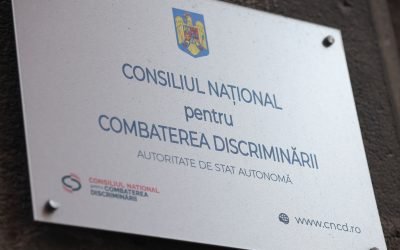 CONSILIUL NAȚIONAL
pentru
COMBATEREA DISCRIMINĂRII
AUTORITATE DE STAT AUTONOMĂ
CONSILIUL NAȚIONAL
pentru COMBATEREA
DISCRIMINĂRII
www.cncd.ro